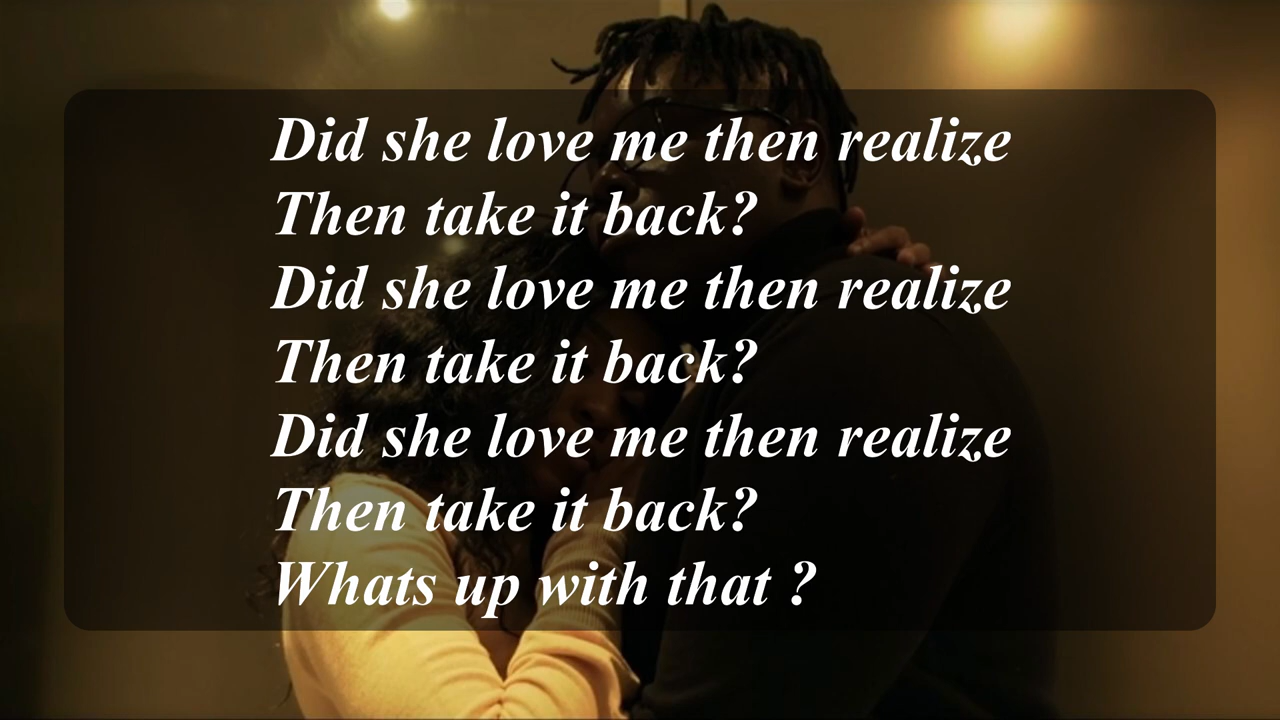 Did she love me then realize
Then take it back?
Did she love me then realize
Then take it back?
Did she love me then realize
Then take it back?
Whats up with that ?